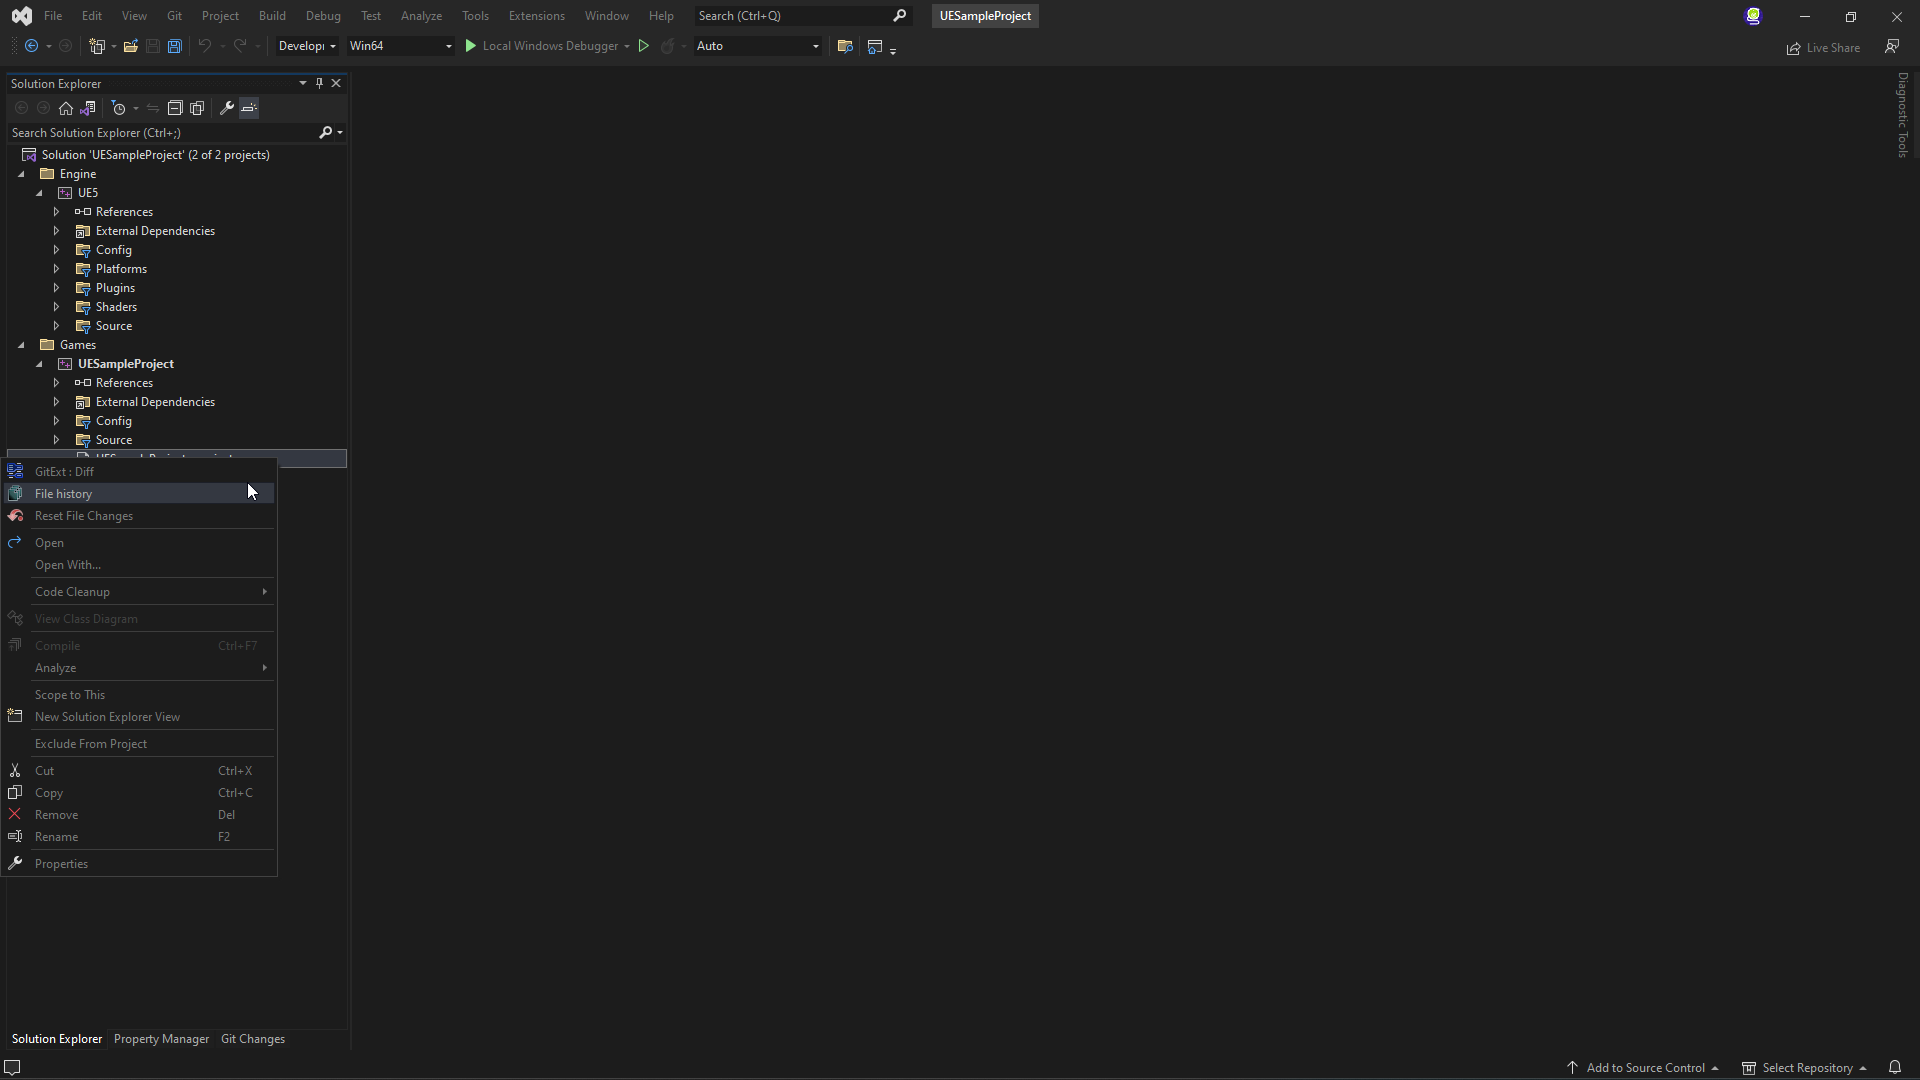 File Edit View Git Project Build Debug Test Analyze Tools Extensions Window Help Search (Ctrl+Q) UESampleProject
Develop Win64 Local Windows Debugger Auto Live Share
Diagnostic Tools
Solution Explorer
Search Solution Explorer (Ctrl+;)
Solution 'UESampleProject' (2 of 2 projects)
Engine
UE5
References
External Dependencies
Config
Platforms
Plugins
Shaders
Source
Games
UESampleProject
References
External Dependencies
Config
Source
GitExt : Diff
File history
Reset File Changes
Open
Open With...
Code Cleanup
View Class Diagram
Compile Ctrl+F7
Analyze
Scope to This
New Solution Explorer View
Exclude From Project
Cut Ctrl+X
Copy Ctrl+C
Remove Del
Rename F2
Properties
Solution Explorer Property Manager Git Changes
Add to Source Control Select Repository